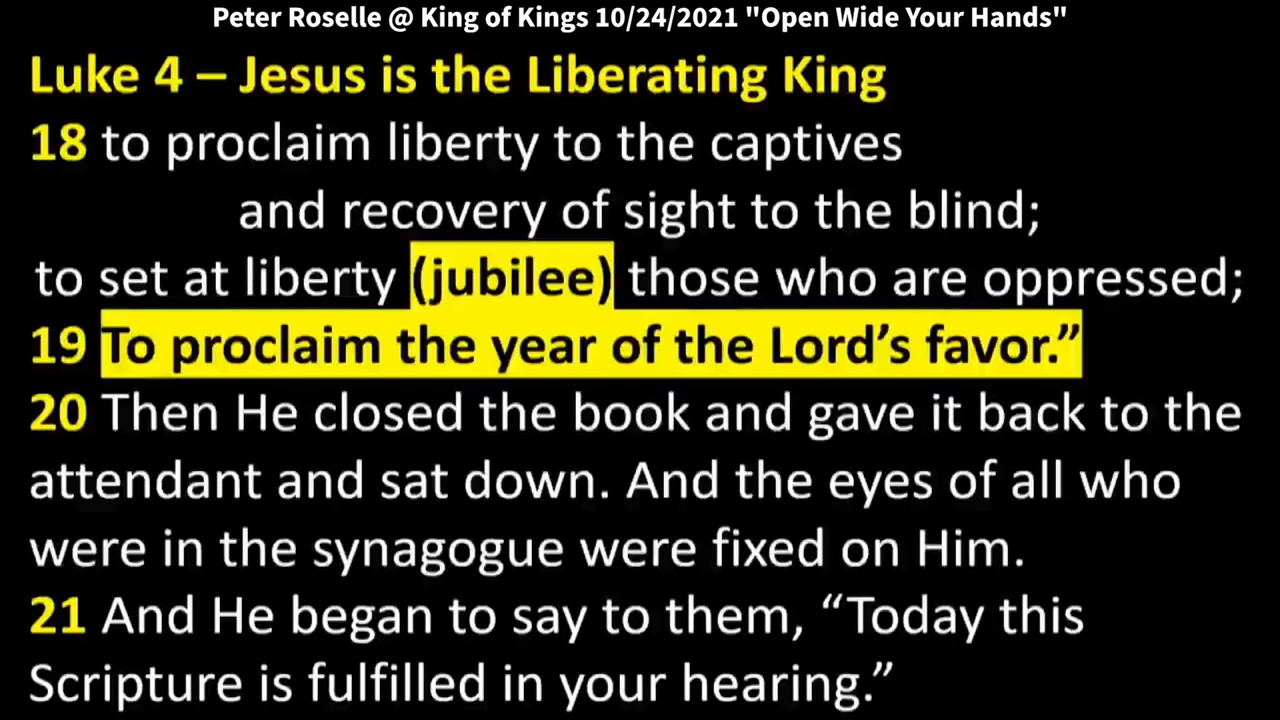 Peter Roselle @ King of Kings 10/24/2021 "Open Wide Your Hands"
Luke 4 – Jesus is the Liberating King
18 to proclaim liberty to the captives
and recovery of sight to the blind;
to set at liberty (jubilee) those who are oppressed;
19 To proclaim the year of the Lord’s favor.”
20 Then He closed the book and gave it back to the
attendant and sat down. And the eyes of all who
were in the synagogue were fixed on Him.
21 And He began to say to them, “Today this
Scripture is fulfilled in your hearing.”